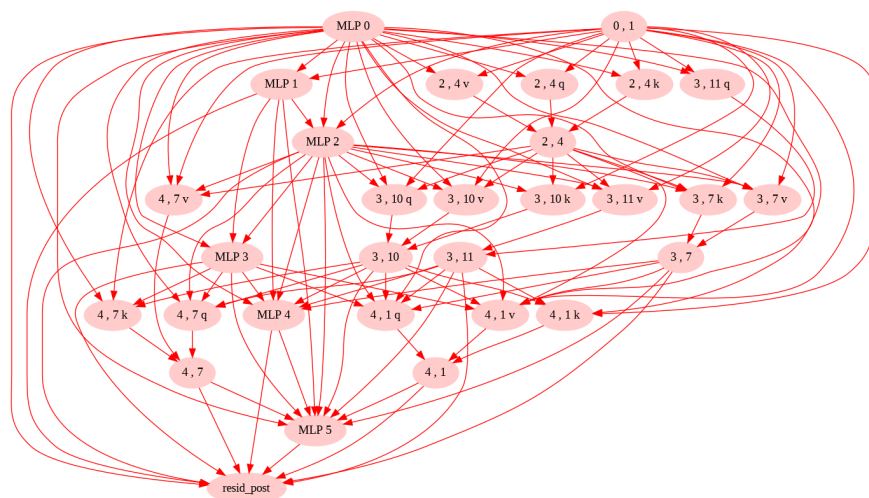 MLP 0
0 , 1
MLP 1
2 , 4 v
2 , 4 q
2 , 4 k
3 , 11 q
MLP 2
2 , 4
4 , 7 v
3 , 10 q
3 , 10 v
3 , 10 k
3 , 11 v
3 , 7 k
3 , 7 v
MLP 3
3 , 10
3 , 11
3 , 7
4 , 7 k
4 , 7 q
MLP 4
4 , 1 q
4 , 1 v
4 , 1 k
4 , 7
4 , 1
MLP 5
resid_post